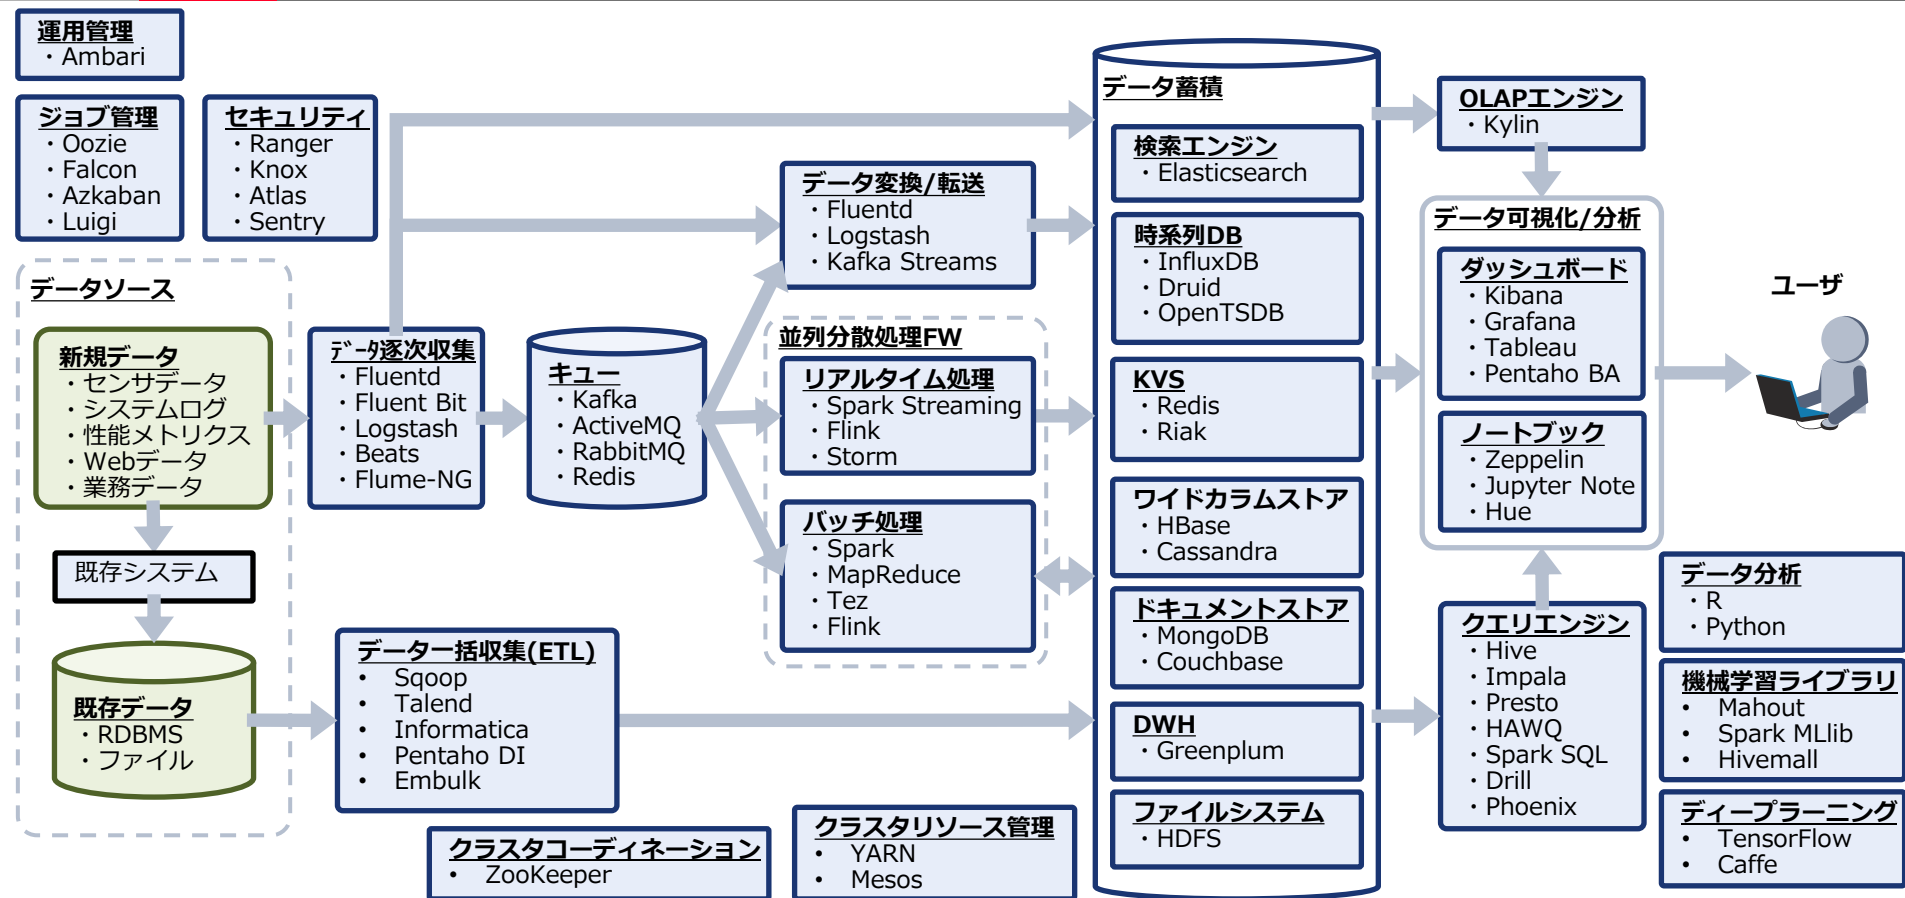 運用管理
・Ambari
ジョブ管理
・Oozie
・Falcon
・Azkaban
・Luigi
セキュリティ
・Ranger
・Knox
・Atlas
・Sentry
データソース
新規データ
・センサデータ
・システムログ
・性能メトリクス
・Webデータ
・業務データ
既存システム
既存データ
・RDBMS
・ファイル
ﾃﾞｰﾀ逐次収集
・Fluentd
・Fluent Bit
・Logstash
・Beats
・Flume-NG
キュー
・Kafka
・ActiveMQ
・RabbitMQ
・Redis
データ一括収集(ETL)
• Sqoop
• Talend
• Informatica
• Pentaho DI
• Embulk
データ変換/転送
・Fluentd
・Logstash
・Kafka Streams
並列分散処理FW
リアルタイム処理
・Spark Streaming
・Flink
・Storm
バッチ処理
・Spark
・MapReduce
・Tez
・Flink
クラスタコーディネーション
• ZooKeeper
クラスタリソース管理
• YARN
• Mesos
データ蓄積
検索エンジン
・Elasticsearch
時系列DB
・InfluxDB
・Druid
・OpenTSDB
KVS
・Redis
・Riak
ワイドカラムストア
・HBase
・Cassandra
ドキュメントストア
・MongoDB
・Couchbase
DWH
・Greenplum
ファイルシステム
・HDFS
OLAPエンジン
・Kylin
データ可視化/分析
ダッシュボード
・Kibana
・Grafana
・Tableau
・Pentaho BA
ノートブック
・Zeppelin
・Jupyter Note
・Hue
クエリエンジン
・Hive
・Impala
・Presto
・HAWQ
・Spark SQL
・Drill
・Phoenix
ユーザ
データ分析
・R
・Python
機械学習ライブラリ
• Mahout
• Spark MLlib
• Hivemall
ディープラーニング
• TensorFlow
• Caffe